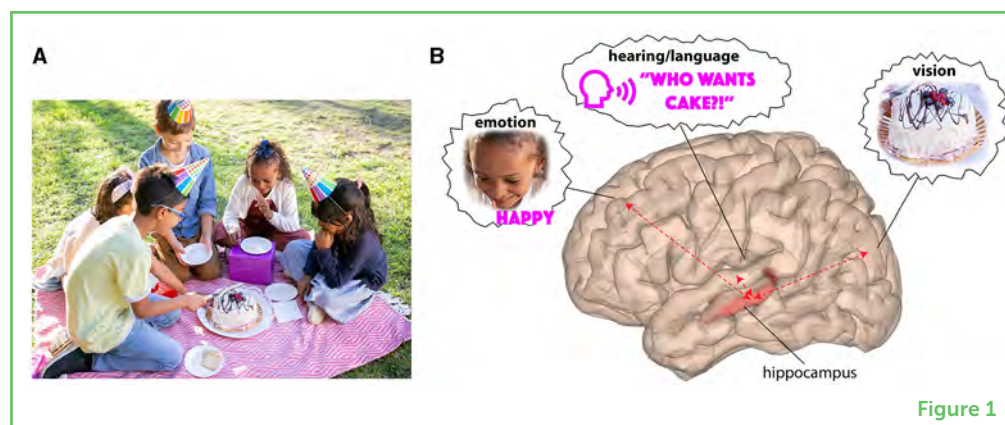 A
B
hearing/language
"WHO WANTS
CAKE?!"
vision
emotion
HAPPY
hippocampus
Figure 1